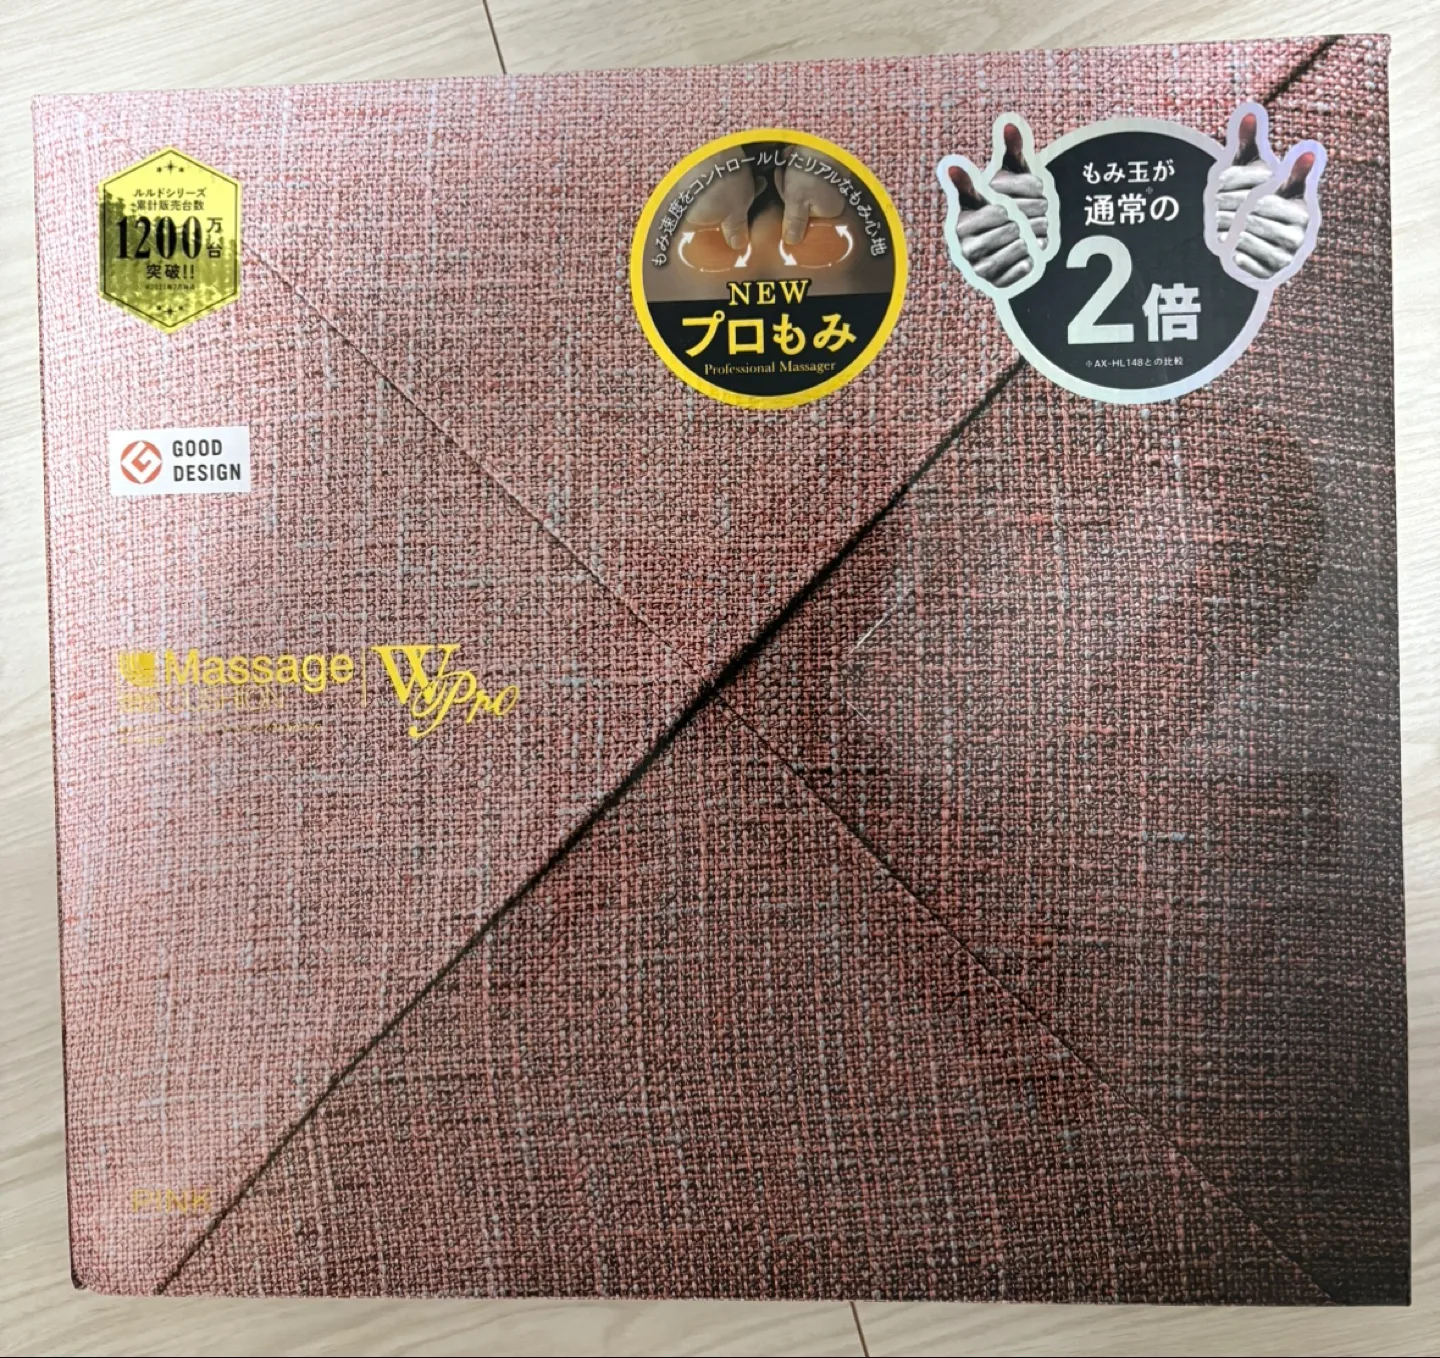 ルルドシリーズ
累計販売台数
1200万台
突破!!
もみ速度をコントロールしたリアルなもみ心地
NEW
プロもみ
Professional Massager
もみ玉が
通常※の
2倍
※AX-HL148との比較
GOOD
DESIGN
Massage
CUSHION
W Pro
PINK